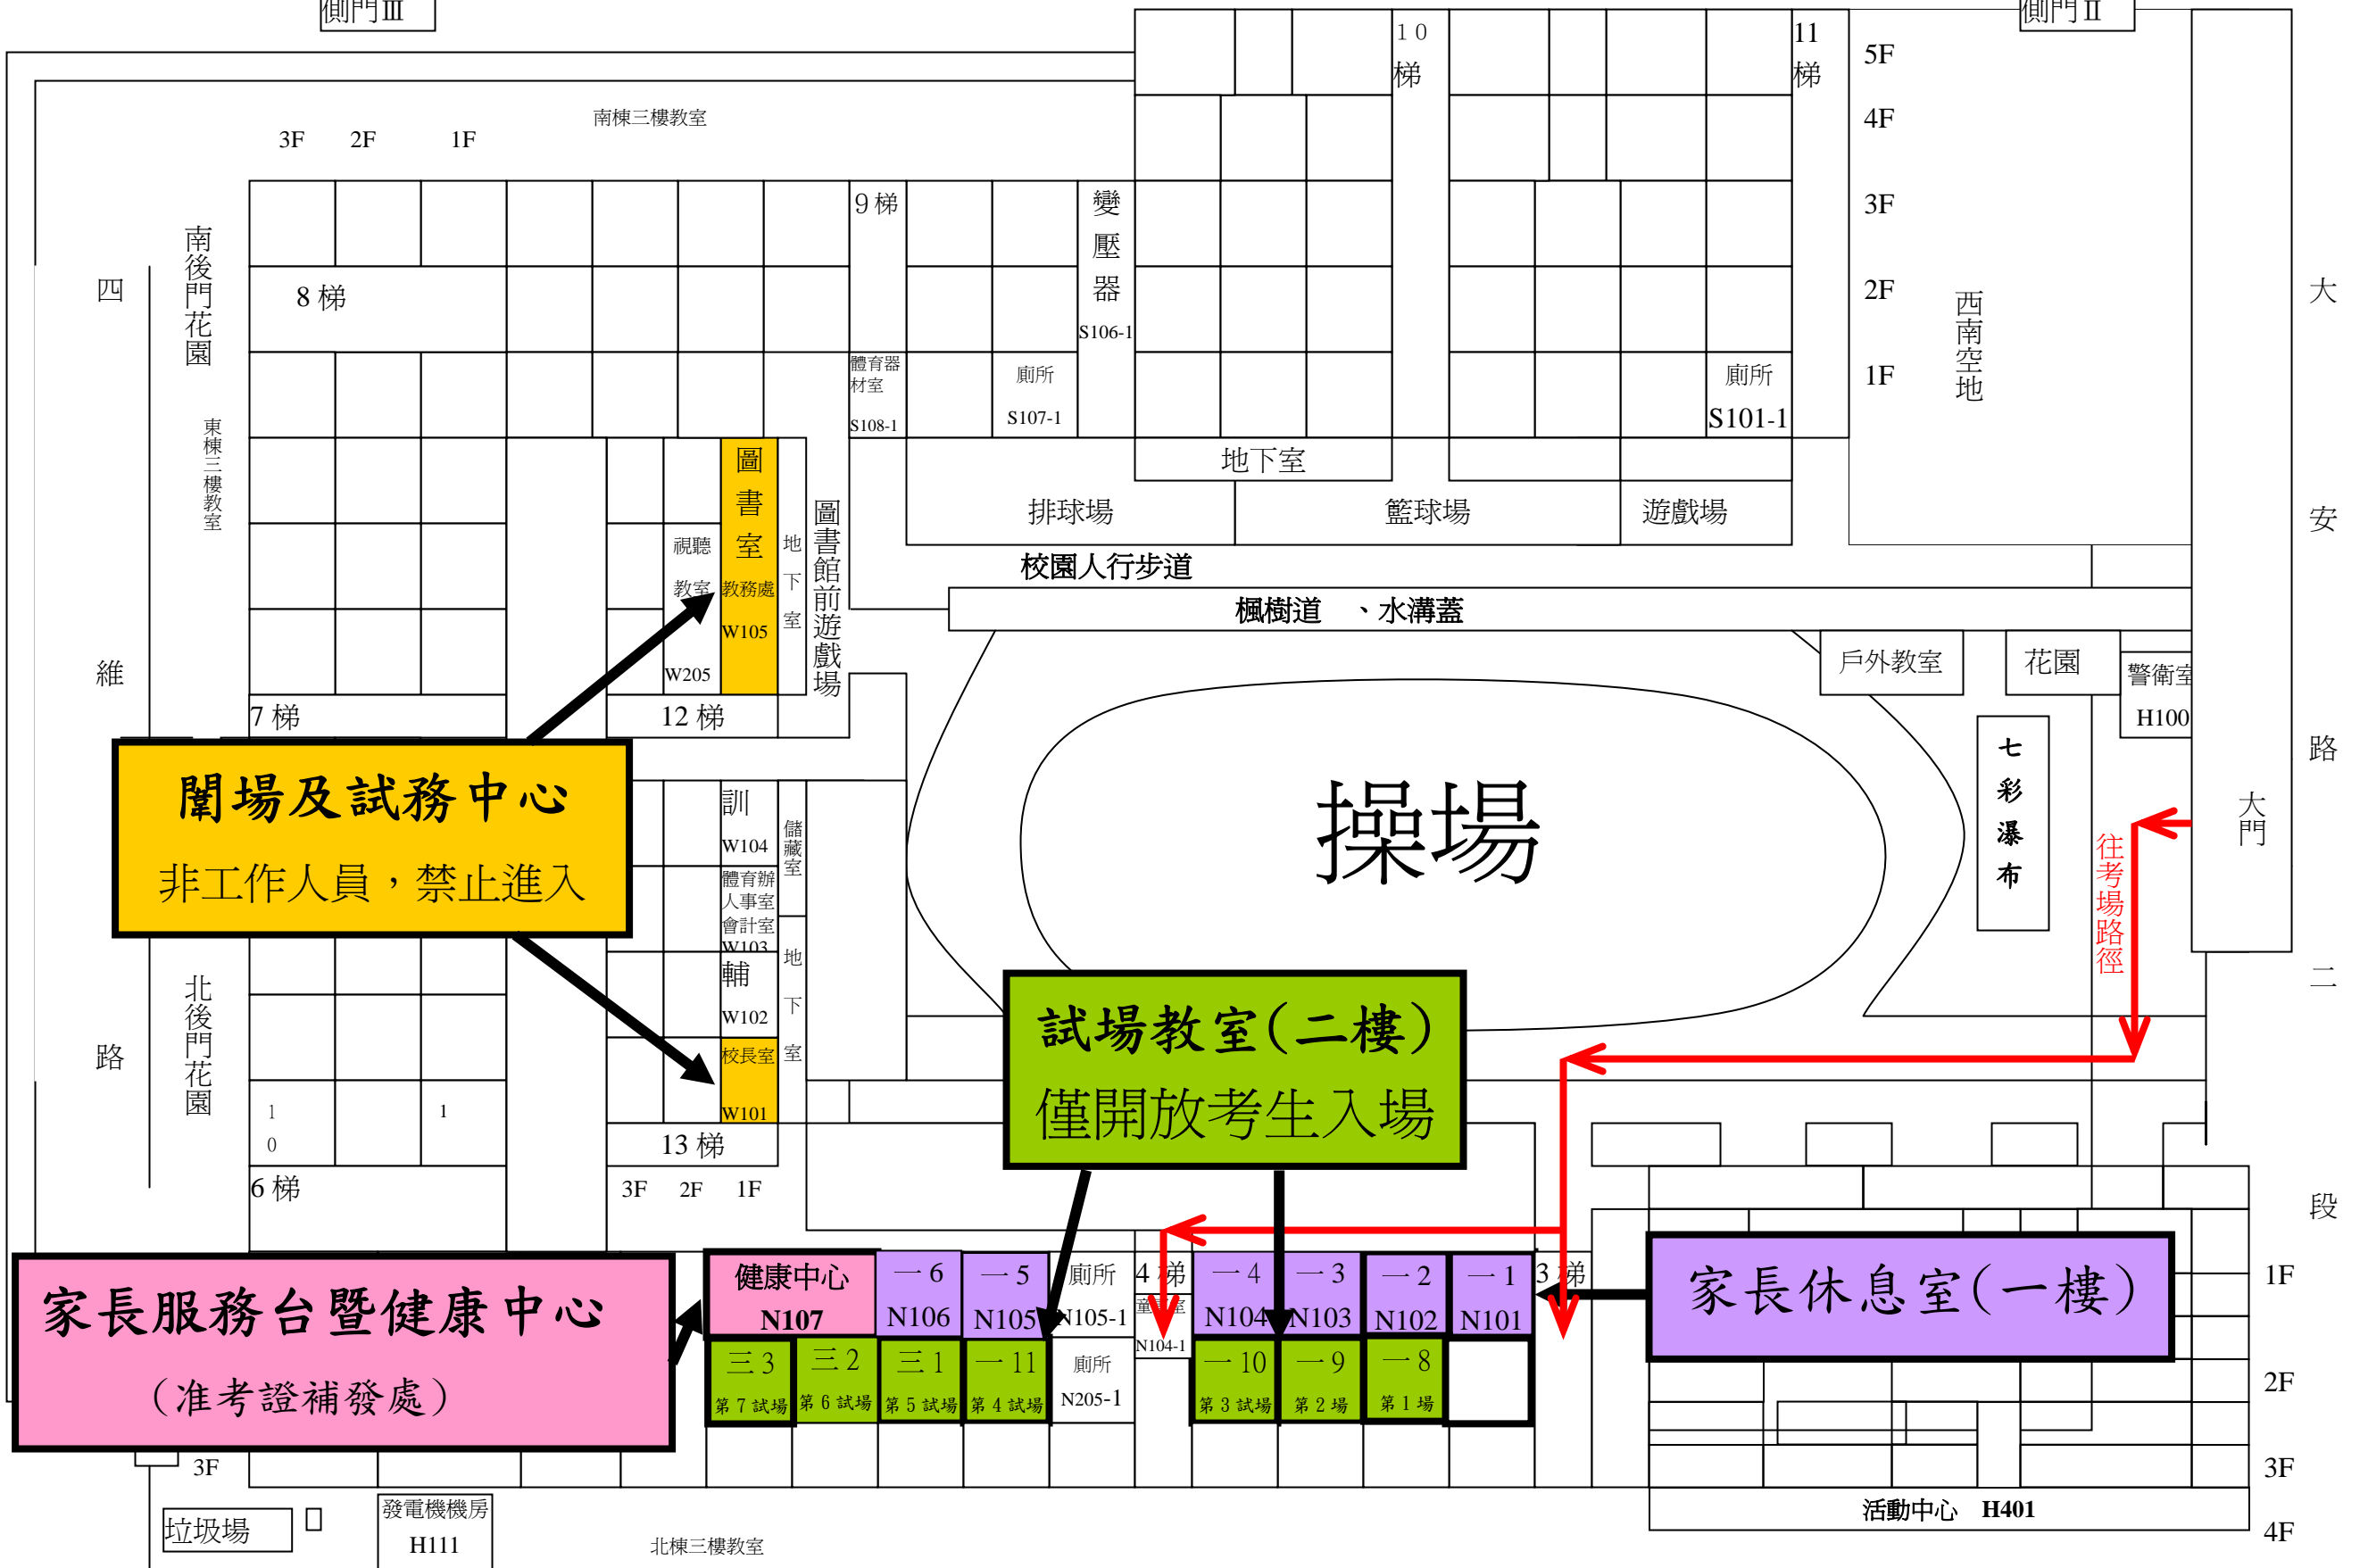 側門Ⅲ
側門Ⅱ
10
梯
11
梯
5F
4F
3F
2F
1F
南棟三樓教室
3F
2F
1F
9梯
變壓器
S106-1
8梯
南後門花園
四
維
路
東棟三樓教室
體育器
材室
S108-1
廁所
S107-1
廁所
S101-1
西南空地
大
安
路
二
段
地下室
排球場
籃球場
遊戲場
校園人行步道
楓樹道 、水溝蓋
圖書室
教務處
W105
視聽
教室
W205
地下室
圖書館前遊戲場
7梯
12梯
戶外教室
花園
警衛室
H100
七彩瀑布
大門
往考場路徑
操場
闈場及試務中心
非工作人員,禁止進入
訓
W104
儲藏室
體育辦
人事室
會計室
W103
輔
W102
地下室
校長室
W101
13梯
3F
2F
1F
北後門花園
1
0
1
6梯
試場教室(二樓)
僅開放考生入場
家長服務台暨健康中心
(准考證補發處)
健康中心
N107
一6
N106
一5
N105
廁所
N105-1
4梯
N104-1
一4
N104
一3
N103
一2
N102
一1
N101
3梯
家長休息室(一樓)
三3
第7試場
三2
第6試場
三1
第5試場
一11
第4試場
廁所
N205-1
一10
第3試場
一9
第2場
一8
第1場
1F
2F
3F
4F
3F
垃圾場
發電機機房
H111
北棟三樓教室
活動中心 H401